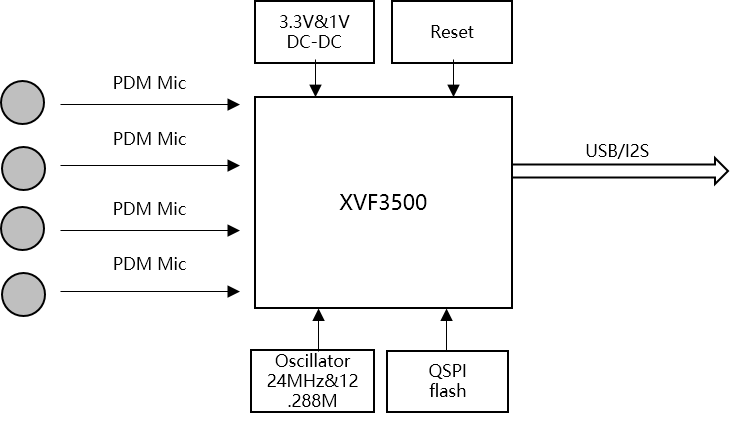 3.3V&1V
DC-DC
Reset
PDM Mic
PDM Mic
PDM Mic
PDM Mic
XVF3500
USB/I2S
Oscillator
24MHz&12
.288M
QSPI
flash